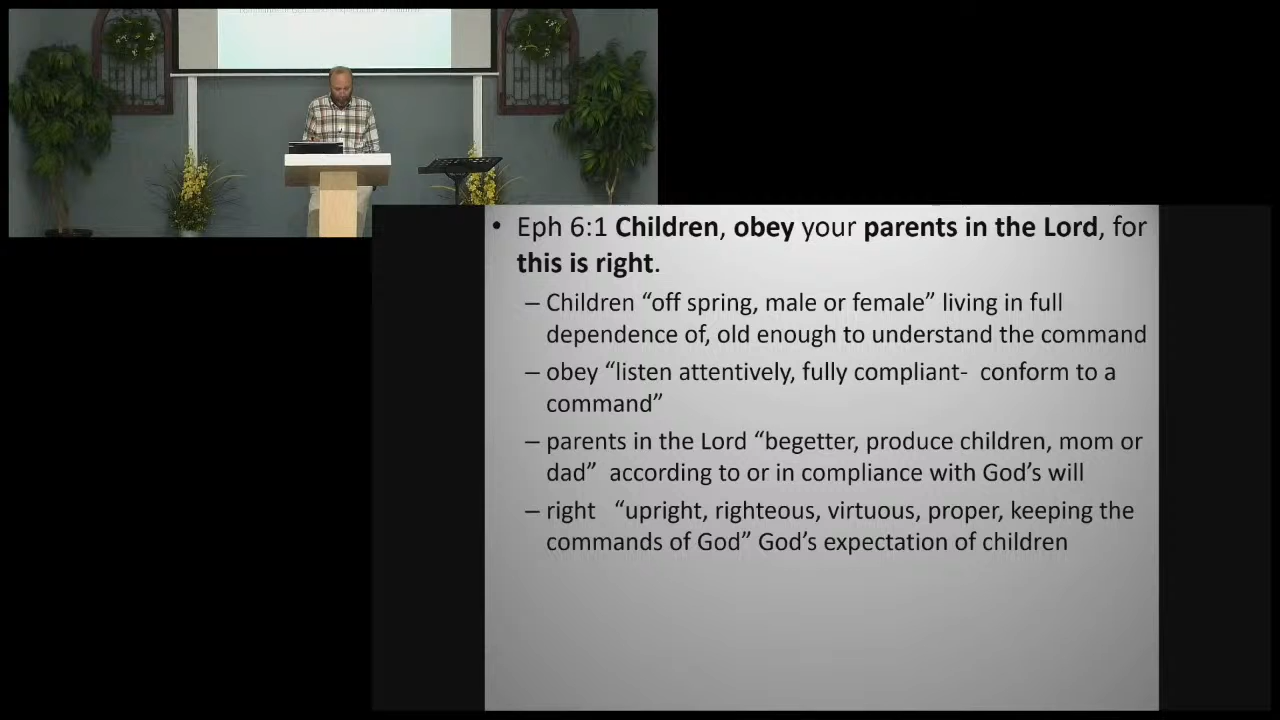 • Eph 6:1 Children, obey your parents in the Lord, for
this is right.
– Children “off spring, male or female” living in full
dependence of, old enough to understand the command
– obey “listen attentively, fully compliant- conform to a
command”
– parents in the Lord “begetter, produce children, mom or
dad” according to or in compliance with God’s will
– right “upright, righteous, virtuous, proper, keeping the
commands of God” God’s expectation of children